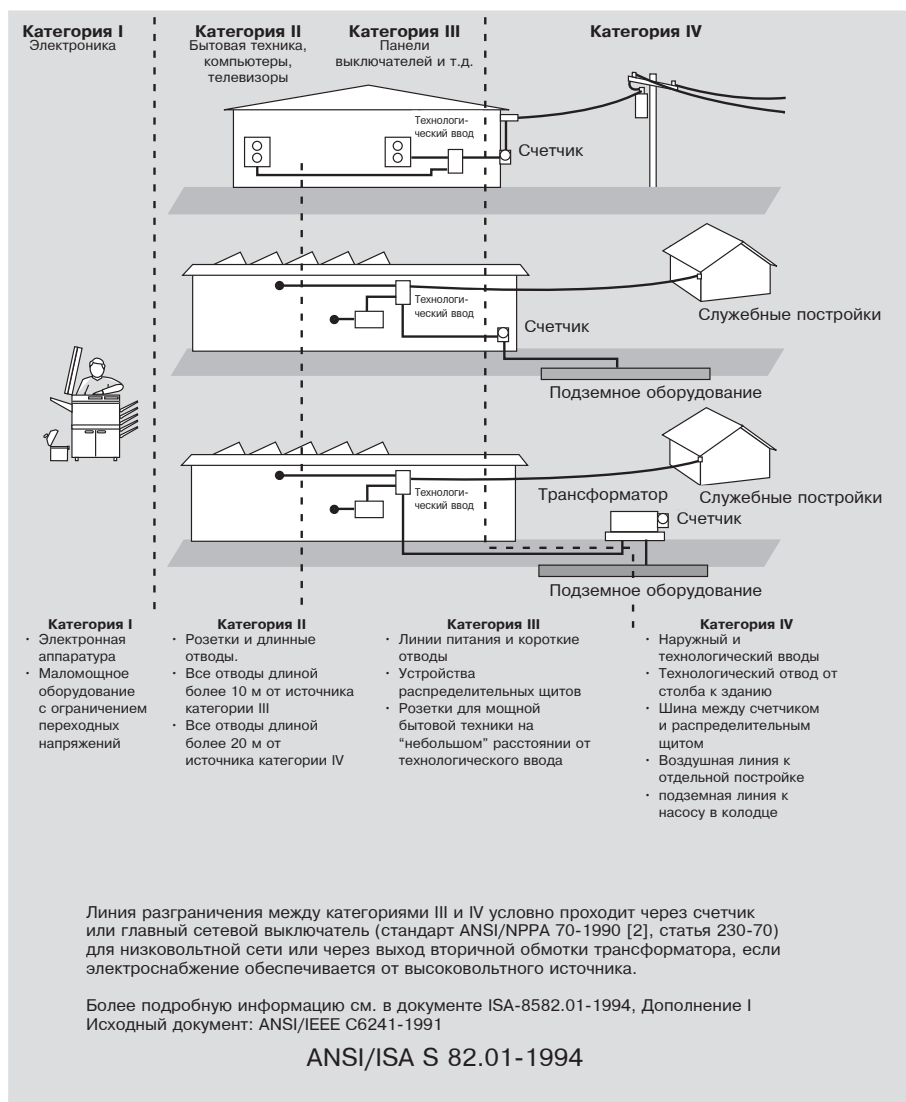 Категория I
Электроника
Категория II
Бытовая техника,
компьютеры,
телевизоры
Категория III
Панели
выключателей и т.д.
Категория IV
Технологи-
ческий ввод
Счетчик
Технологи-
ческий ввод
Счетчик
Служебные постройки
Подземное оборудование
Технологи-
ческий ввод
Трансформатор
Счетчик
Служебные постройки
Подземное оборудование
Категория I
· Электронная
аппаратура
· Маломощное
оборудование
с ограничением
переходных
напряжений
Категория II
· Розетки и длинные
отводы.
· Все отводы длиной
более 10 м от источника
категории III
· Все отводы длиной
более 20 м от
источника категории IV
Категория III
· Линии питания и короткие
отводы
· Устройства
распределительных щитов
· Розетки для мощной
бытовой техники на
“небольшом” расстоянии от
технологического ввода
Категория IV
· Наружный и
технологический вводы
· Технологический отвод от
столба к зданию
· Шина между счетчиком
и распределительным
щитом
· Воздушная линия к
отдельной постройке
· подземная линия к
насосу в колодце
Линия разграничения между категориями III и IV условно проходит через счетчик
или главный сетевой выключатель (стандарт ANSI/NPPA 70-1990 [2], статья 230-70)
для низковольтной сети или через выход вторичной обмотки трансформатора, если
электроснабжение обеспечивается от высоковольтного источника.
Более подробную информацию см. в документе ISA-8582.01-1994, Дополнение I
Исходный документ: ANSI/IEEE C6241-1991
ANSI/ISA S 82.01-1994